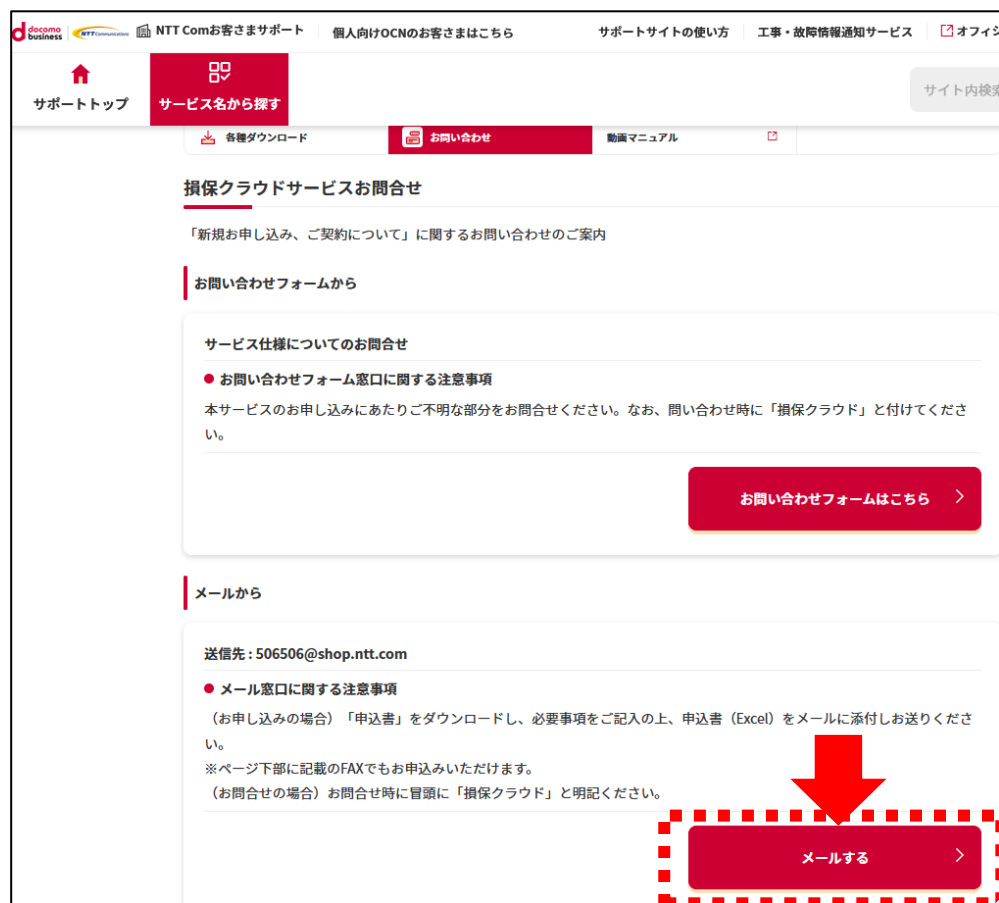 docomo business NTT Communications NTT Comお客さまサポート 個人向けOCNのお客さまはこちら サポートサイトの使い方 工事・故障情報通知サービス オフィシ
サポートトップ サービス名から探す サイト内検索
各種ダウンロード お問い合わせ 動画マニュアル
損保クラウドサービスお問合せ
「新規お申し込み、ご契約について」に関するお問い合わせのご案内
お問い合わせフォームから
サービス仕様についてのお問合せ
お問い合わせフォーム窓口に関する注意事項
本サービスのお申し込みにあたりご不明な部分をお問合せください。なお、問い合わせ時に「損保クラウド」と付けてくださ
い。
お問い合わせフォームはこちら
メールから
送信先 : 506506@shop.ntt.com
メール窓口に関する注意事項
（お申し込みの場合）「申込書」をダウンロードし、必要事項をご記入の上、申込書（Excel）をメールに添付しお送りくださ
い。
※ページ下部に記載のFAXでもお申込みいただけます。
（お問合せの場合）お問合せ時に冒頭に「損保クラウド」と明記ください。
メールする